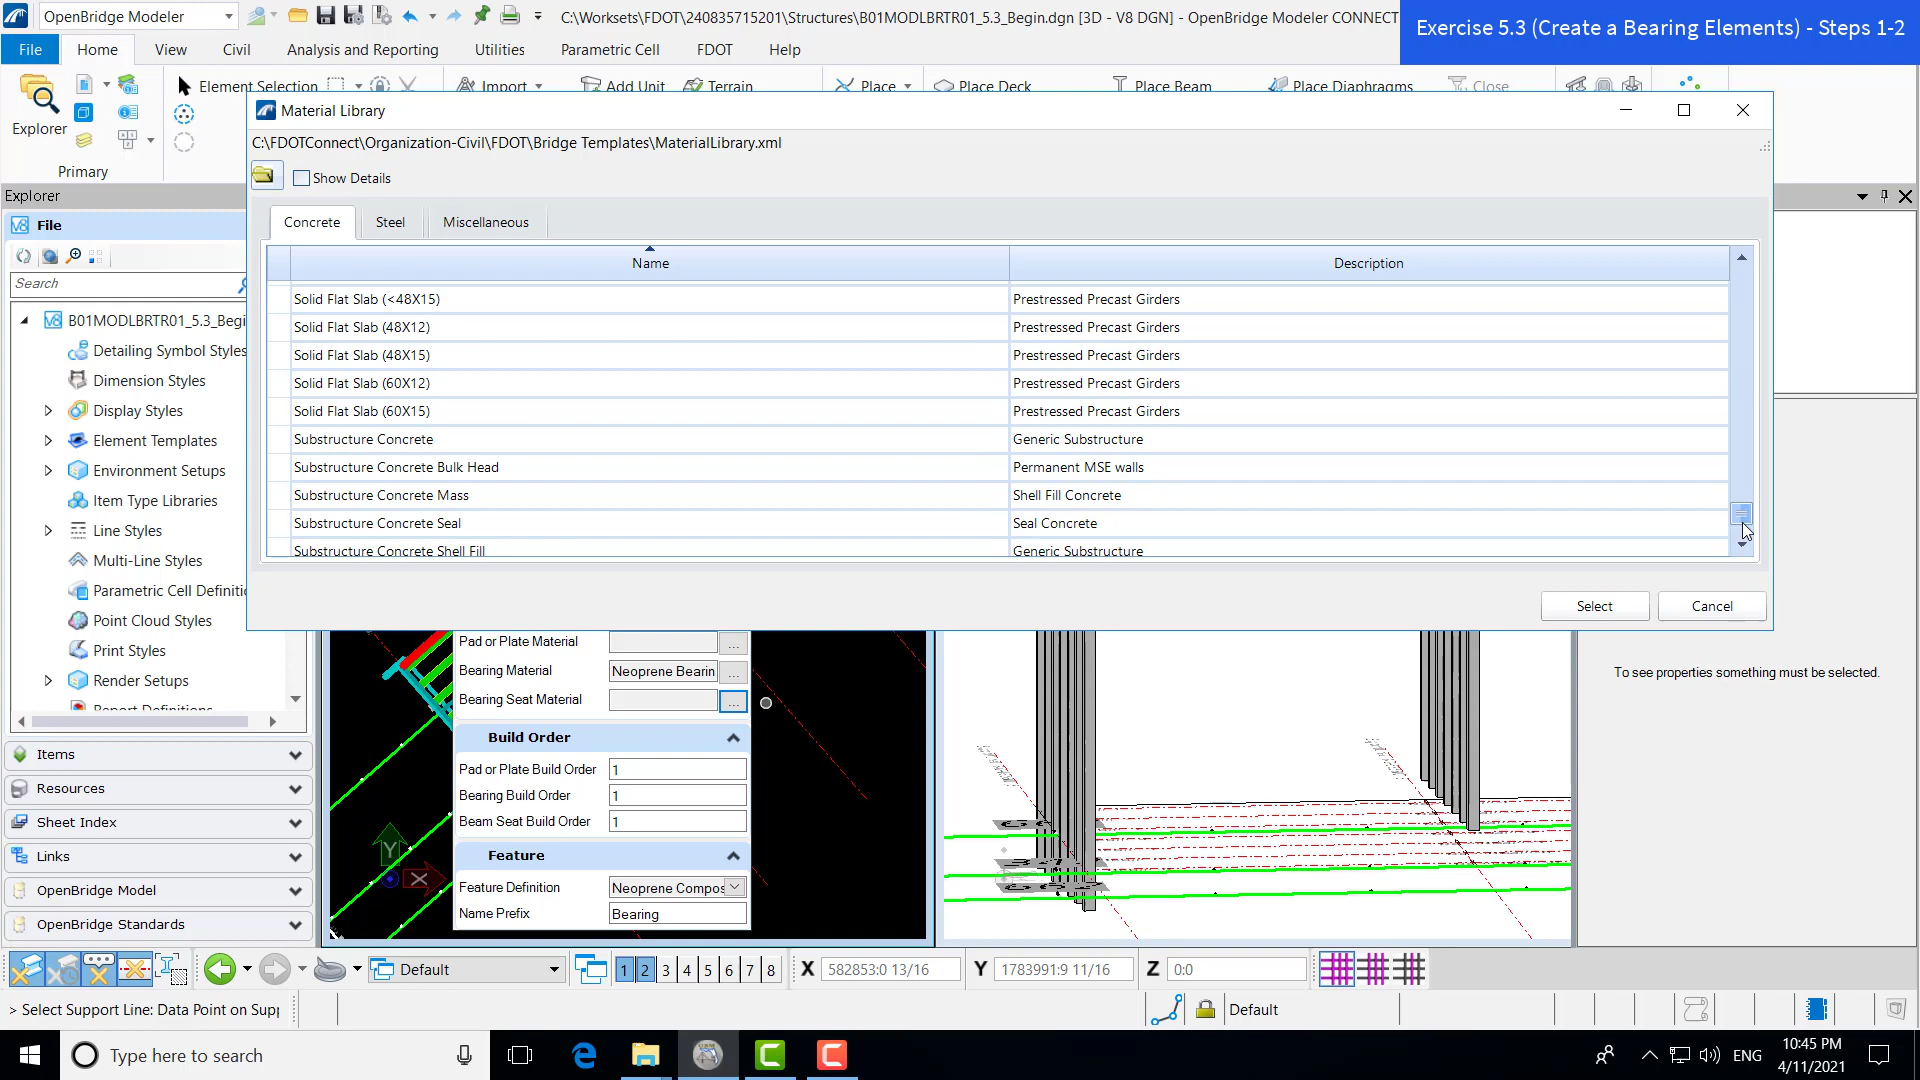 OpenBridge Modeler
C:\Worksets\FDOT\240835715201\Structures\B01MODLBRTR01_5.3_Begin.dgn [3D - V8 DGN] - OpenBridge Modeler CONNECT
Exercise 5.3 (Create a Bearing Elements) - Steps 1-2
File
Home
View
Civil
Analysis and Reporting
Utilities
Parametric Cell
FDOT
Help
Explorer
Primary
Element Selection
Import
Add Unit
Terrain
Place
Place Deck
Place Beam
Place Diaphragms
Close
Material Library
C:\FDOTConnect\Organization-Civil\FDOT\Bridge Templates\MaterialLibrary.xml
Show Details
Concrete
Steel
Miscellaneous
Name
Description
Solid Flat Slab (<48X15)
Prestressed Precast Girders
Solid Flat Slab (48X12)
Prestressed Precast Girders
Solid Flat Slab (48X15)
Prestressed Precast Girders
Solid Flat Slab (60X12)
Prestressed Precast Girders
Solid Flat Slab (60X15)
Prestressed Precast Girders
Substructure Concrete
Generic Substructure
Substructure Concrete Bulk Head
Permanent MSE walls
Substructure Concrete Mass
Shell Fill Concrete
Substructure Concrete Seal
Seal Concrete
Substructure Concrete Shell Fill
Generic Substructure
Select
Cancel
Explorer
File
Search
B01MODLBRTR01_5.3_Begi
Detailing Symbol Styles
Dimension Styles
Display Styles
Element Templates
Environment Setups
Item Type Libraries
Line Styles
Multi-Line Styles
Parametric Cell Definiti
Point Cloud Styles
Print Styles
Render Setups
Report Definitions
Items
Resources
Sheet Index
Links
OpenBridge Model
OpenBridge Standards
Pad or Plate Material
...
Bearing Material
Neoprene Bearin
...
Bearing Seat Material
...
Build Order
Pad or Plate Build Order
1
Bearing Build Order
1
Beam Seat Build Order
1
Feature
Feature Definition
Neoprene Compos
Name Prefix
Bearing
Y
X
To see properties something must be selected.
Default
1 2 3 4 5 6 7 8
X
582853:0 13/16
Y
1783991:9 11/16
Z
0:0
> Select Support Line: Data Point on Supp
Default
Type here to search
ENG
10:45 PM
4/11/2021